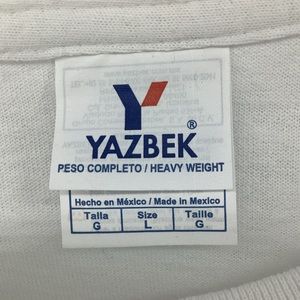 YAZBEK®
PESO COMPLETO / HEAVY WEIGHT
Hecho en México / Made in Mexico
Talla Size Taille
G L G